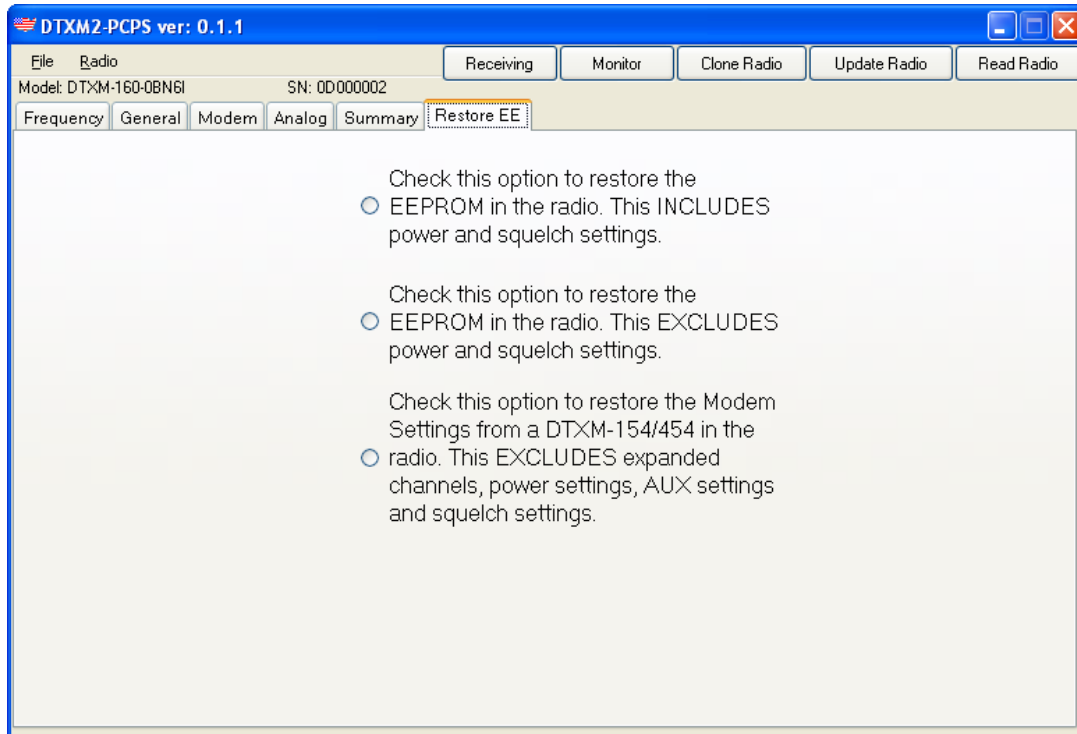 DTXM2-PCPS ver: 0.1.1
File Radio Receiving Monitor Clone Radio Update Radio Read Radio
Model: DTXM-160-0BN6I SN: 0D000002
Frequency General Modem Analog Summary Restore EE
Check this option to restore the
EEPROM in the radio. This INCLUDES
power and squelch settings.
Check this option to restore the
EEPROM in the radio. This EXCLUDES
power and squelch settings.
Check this option to restore the Modem
Settings from a DTXM-154/454 in the
radio. This EXCLUDES expanded
channels, power settings, AUX settings
and squelch settings.